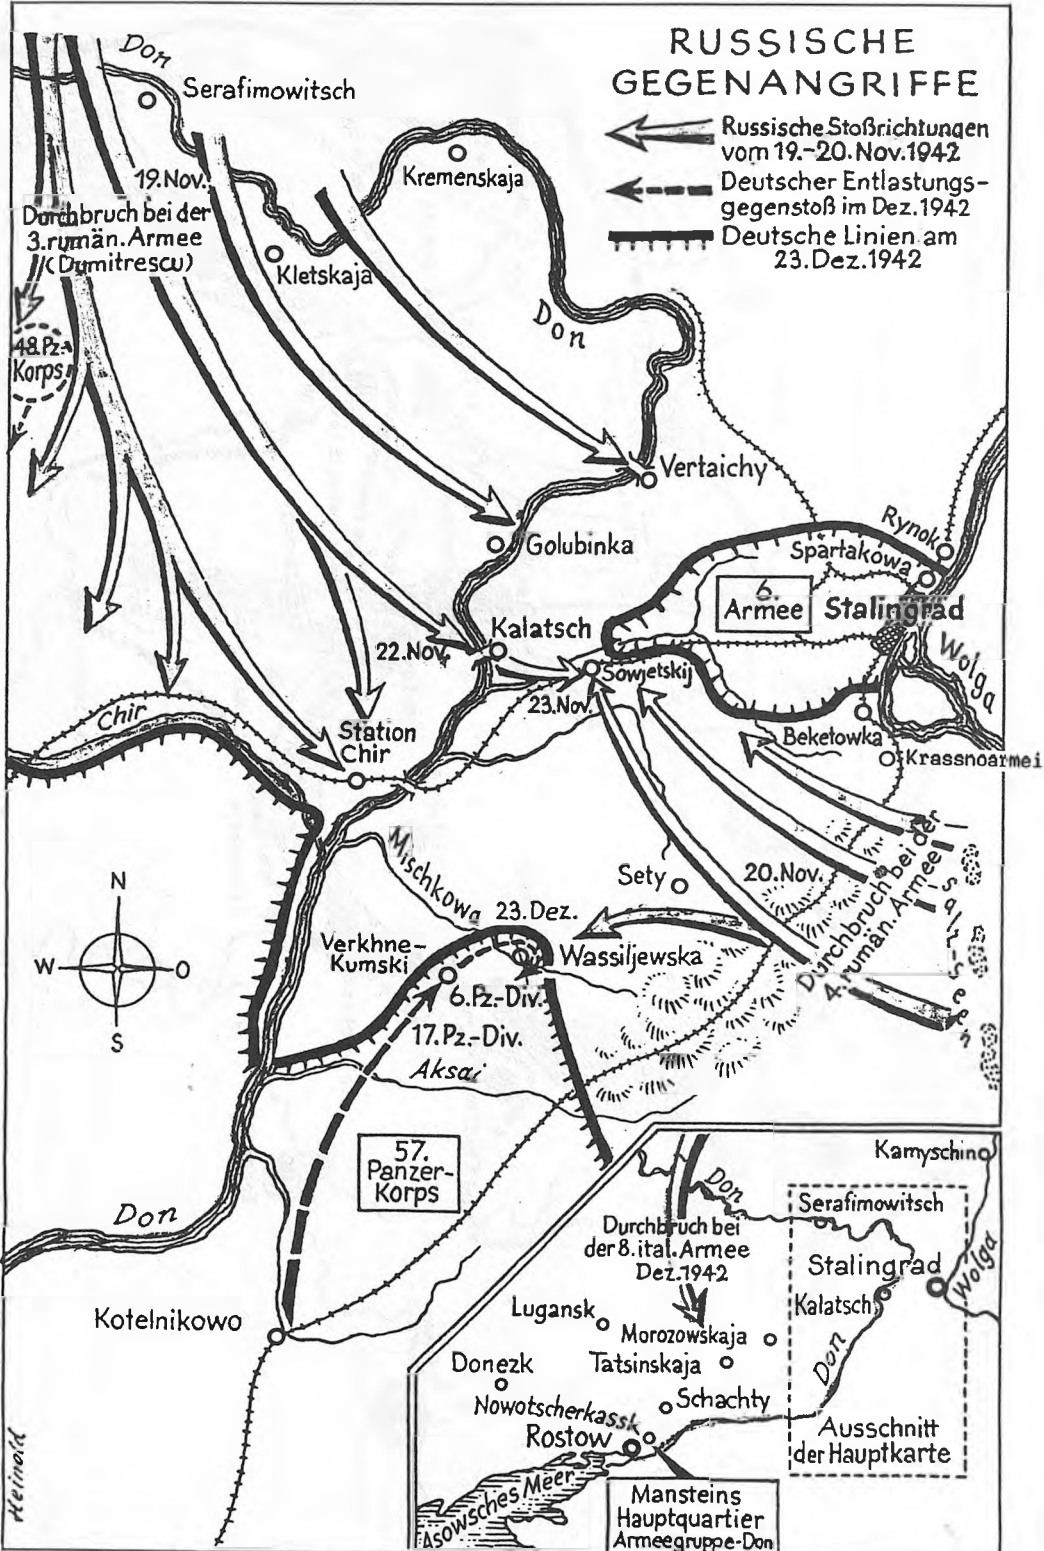 RUSSISCHE
GEGENANGRIFFE
Russische Stoßrichtungen
vom 19.-20.Nov.1942
Deutscher Entlastungs-
gegenstoß im Dez.1942
Deutsche Linien am
23.Dez.1942
Don
Serafimowitsch
Kremenskaja
19.Nov.
Durchbruch bei der
3.rumän.Armee
(Dumitrescu)
Kletskaja
48.Pz-
Korps
Don
Vertaichy
Golubinka
Rynok
Spartakowa
6.
Armee
Stalingrad
Kalatsch
22.Nov.
Sowjetskij
23.Nov.
Wolga
Chir
Station
Chir
Beketowka
Krassnoarmei
Mischkowa
Sety
20.Nov.
Durchbruch bei der
4.rumän.Armee
Salz-Seen
N
W
O
S
23.Dez.
Verkhne-
Kumski
Wassiljewska
6.Pz.-Div.
17.Pz.-Div.
Aksai
57.
Panzer-
Korps
Don
Kotelnikowo
Heinold
Kamyschin
Don
Serafimowitsch
Durchbruch bei
der 8.ital.Armee
Dez.1942
Stalingrad
Wolga
Kalatsch
Lugansk
Morozowskaja
Tatsinskaja
Don
Donezk
Schachty
Nowotscherkassk
Rostow
Ausschnitt
der Hauptkarte
Asowsches Meer
Mansteins
Hauptquartier
Armeegruppe-Don